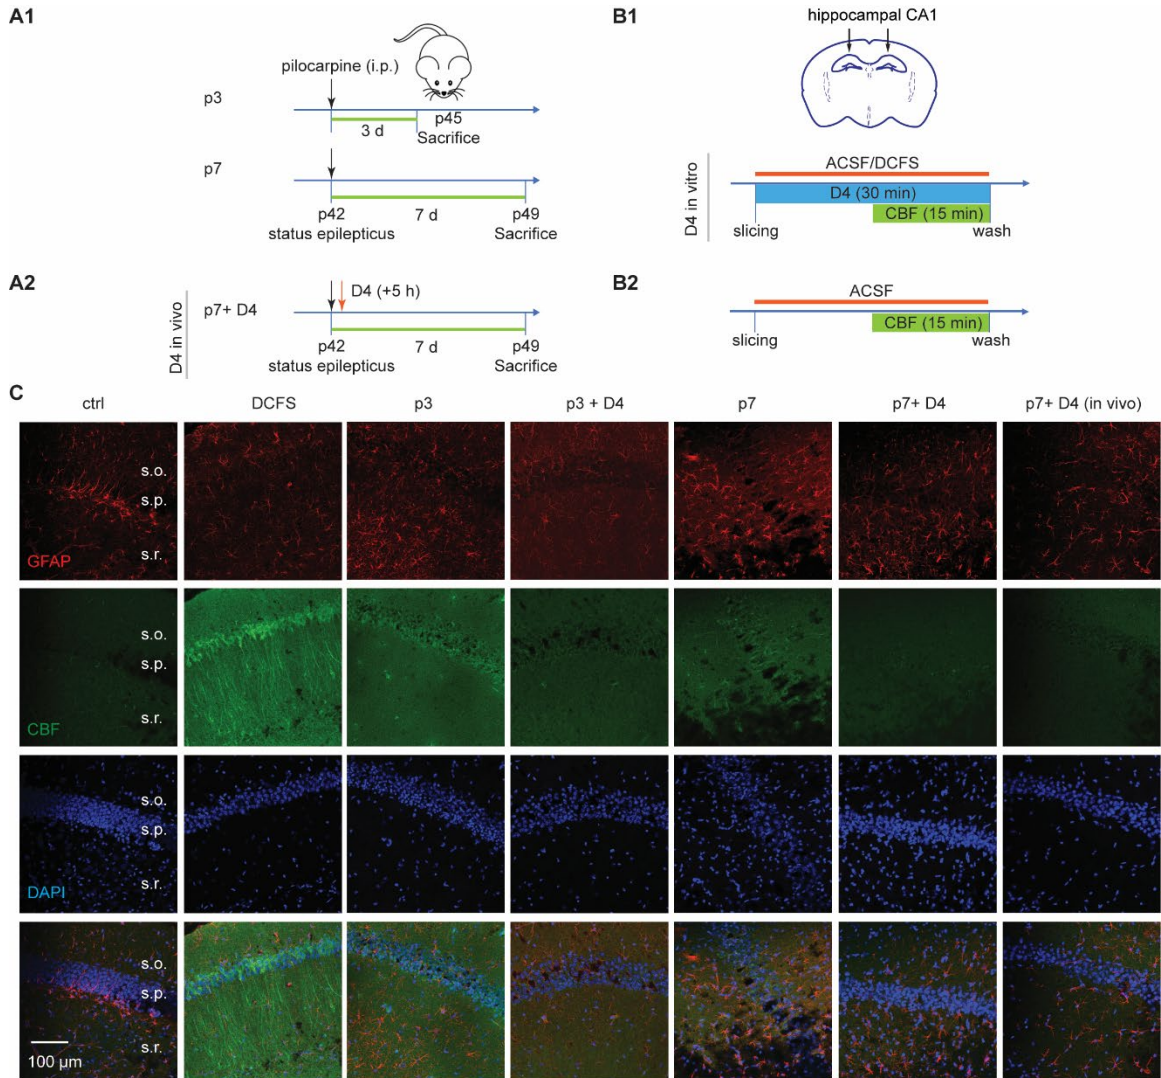 A1
pilocarpine (i.p.)
p3
3 d
p45
Sacrifice
p7
p42
status epilepticus
7 d
p49
Sacrifice
A2
D4 in vivo
p7+ D4
D4 (+5 h)
p42
status epilepticus
7 d
p49
Sacrifice
B1
hippocampal CA1
D4 in vitro
ACSF/DCFS
D4 (30 min)
CBF (15 min)
slicing
wash
B2
ACSF
CBF (15 min)
slicing
wash
C
ctrl DCFS p3 p3 + D4 p7 p7+ D4 p7+ D4 (in vivo)
s.o.
s.p.
s.r.
GFAP
s.o.
s.p.
s.r.
CBF
s.o.
s.p.
s.r.
DAPI
s.o.
s.p.
s.r.
100 µm